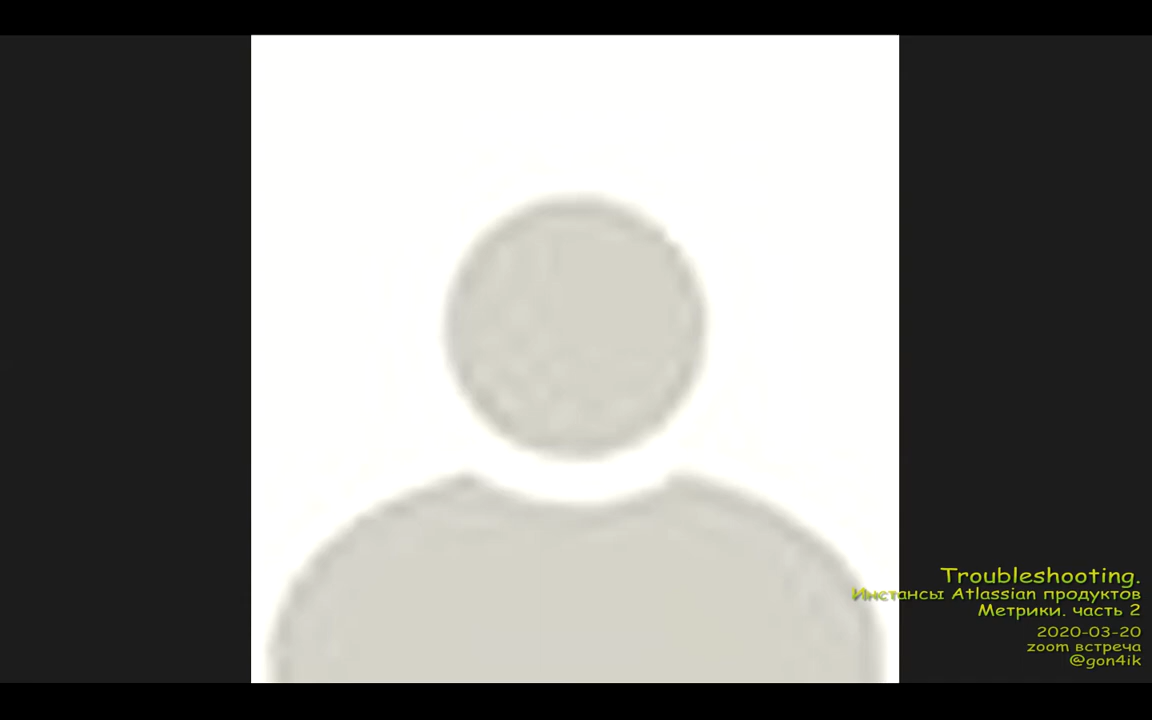 Troubleshooting.
Инстансы Atlassian продуктов
Метрики. часть 2
2020-03-20
zoom встреча
@gon4ik